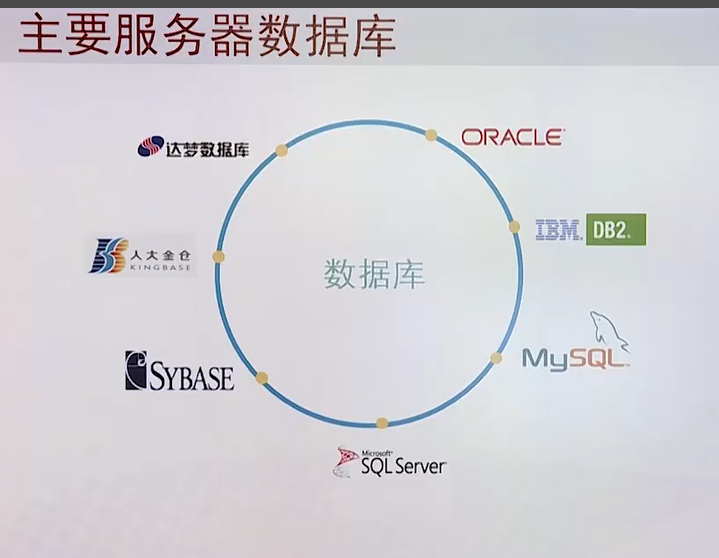 主要服务器数据库
达梦数据库
ORACLE
IBM DB2
人大金仓
KINGBASE
数据库
MySQL
SYBASE
Microsoft
SQL Server